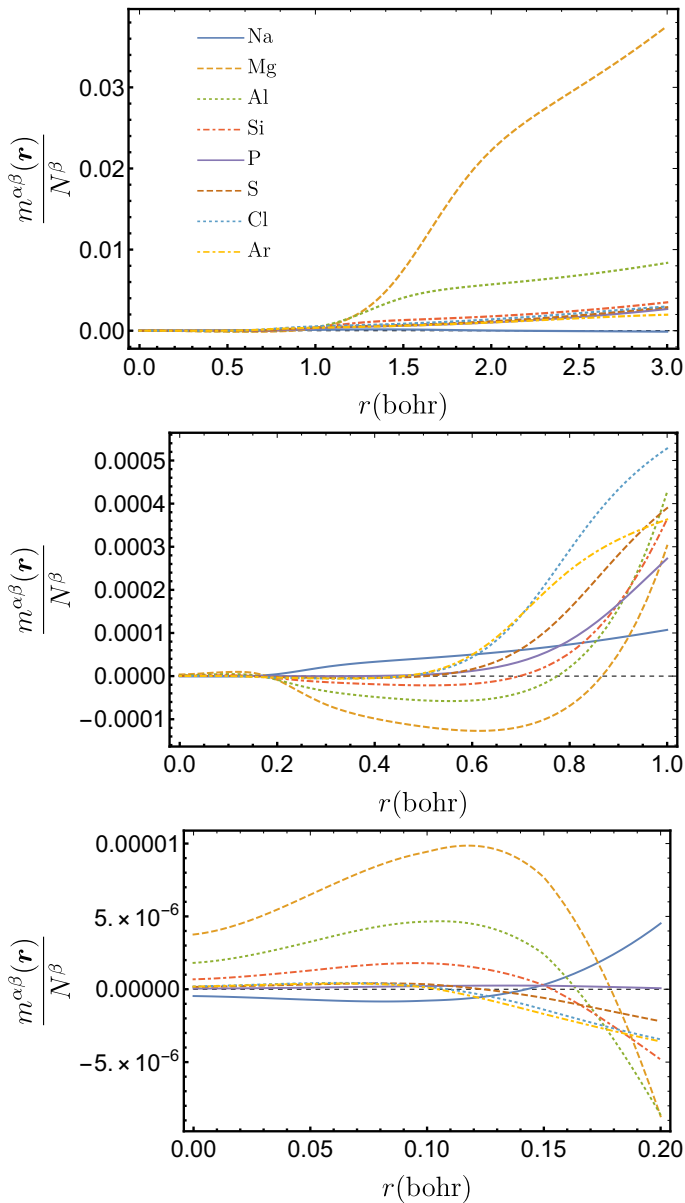 Na
Mg
Al
Si
P
S
Cl
Ar
0.03
0.02
0.01
0.00
m^{αβ}(r)
N^β
0.0 0.5 1.0 1.5 2.0 2.5 3.0
r(bohr)
0.0005
0.0004
0.0003
0.0002
0.0001
0.0000
−0.0001
m^{αβ}(r)
N^β
0.0 0.2 0.4 0.6 0.8 1.0
r(bohr)
0.00001
5.×10⁻⁶
0.00000
−5.×10⁻⁶
m^{αβ}(r)
N^β
0.00 0.05 0.10 0.15 0.20
r(bohr)